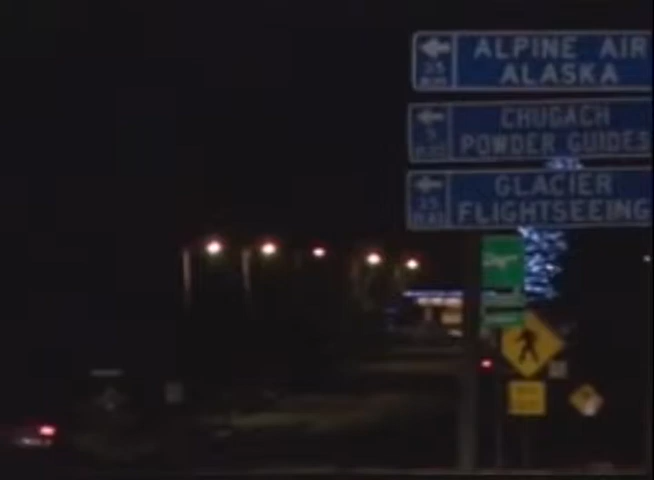 ALPINE AIR
ALASKA
CHUGACH
POWDER GUIDES
GLACIER
FLIGHTSEEING